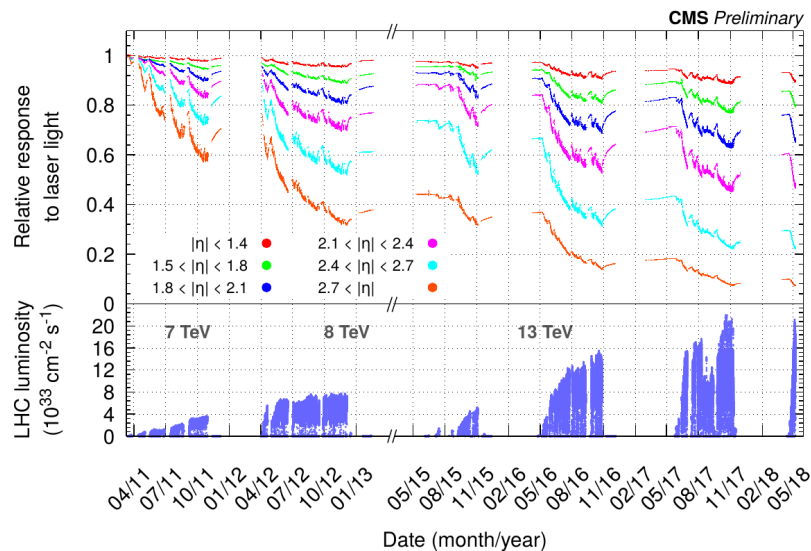 CMS Preliminary
Relative response
to laser light
1
0.8
0.6
0.4
0.2
0
|η| < 1.4
1.5 < |η| < 1.8
1.8 < |η| < 2.1
2.1 < |η| < 2.4
2.4 < |η| < 2.7
2.7 < |η|
//
//
LHC luminosity
(10³³ cm⁻² s⁻¹)
20
16
12
8
4
0
7 TeV
8 TeV
13 TeV
//
04/11 07/11 10/11 01/12 04/12 07/12 10/12 01/13 05/15 08/15 11/15 02/16 05/16 08/16 11/16 02/17 05/17 08/17 11/17 02/18 05/18
Date (month/year)